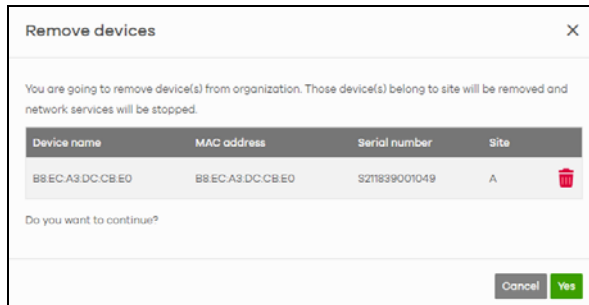 Remove devices
You are going to remove device(s) from organization. Those device(s) belong to site will be removed and
network services will be stopped.
Device name MAC address Serial number Site
B8:EC:A3:DC:CB:E0 B8:EC:A3:DC:CB:E0 S211839001049 A
Do you want to continue?
Cancel Yes